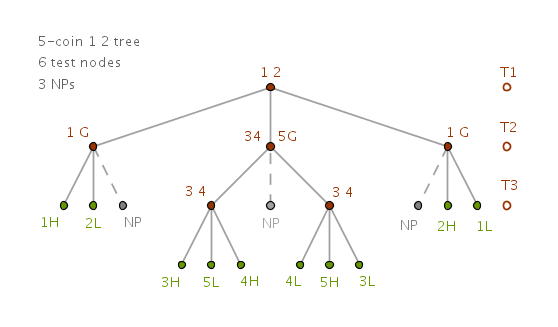 5-coin 1 2 tree
6 test nodes
3 NPs
1 2
T1
1 G
34 5G
1 G
T2
3 4
3 4
T3
1H 2L NP
NP
NP 2H 1L
3H 5L 4H
4L 5H 3L